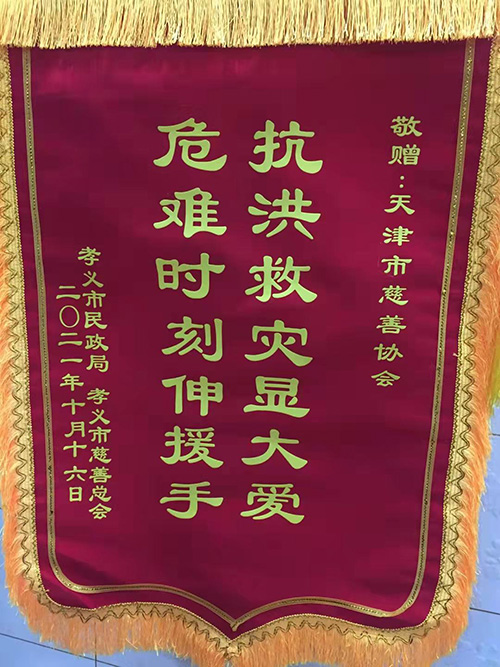 敬赠：天津市慈善协会
抗洪救灾显大爱
危难时刻伸援手
孝义市民政局 孝义市慈善总会
二〇二一年十月十六日